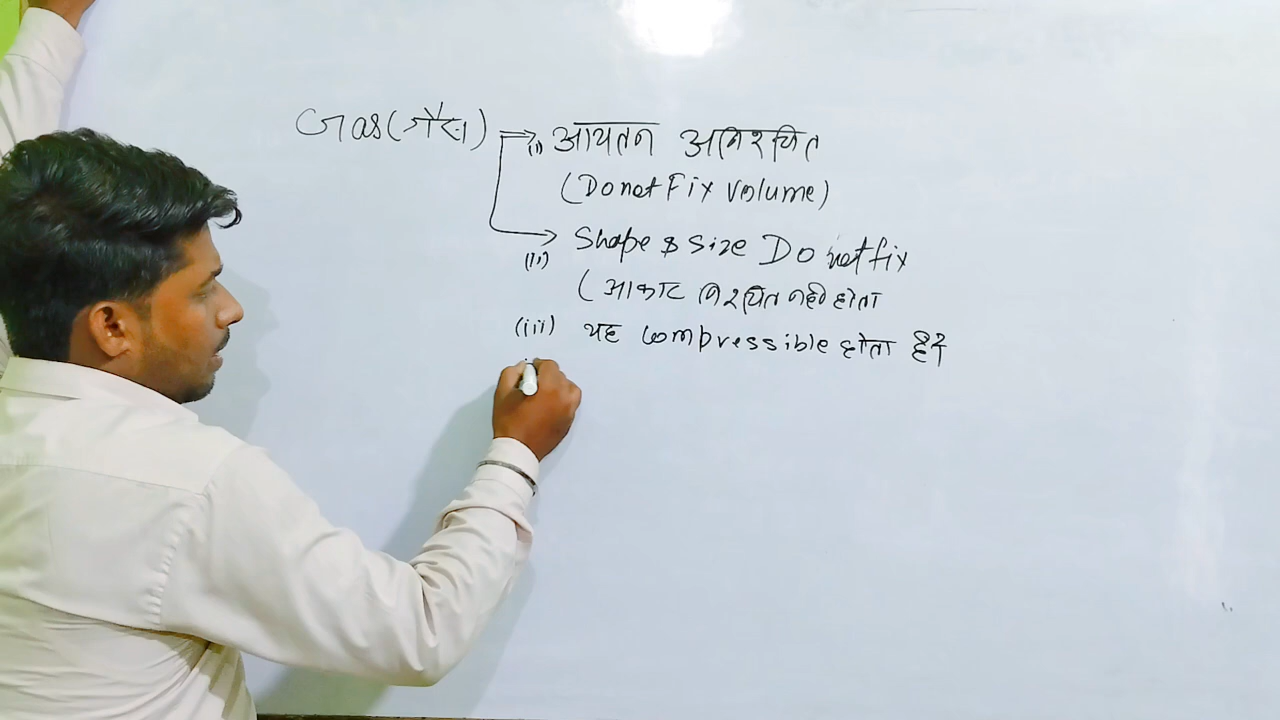 Gas (गैस) → (i) आयतन अनिश्चित
(Do not Fix volume)
(ii) Shape & Size Do not fix
(आकार निश्चित नही होता
(iii) यह compressible होता है।